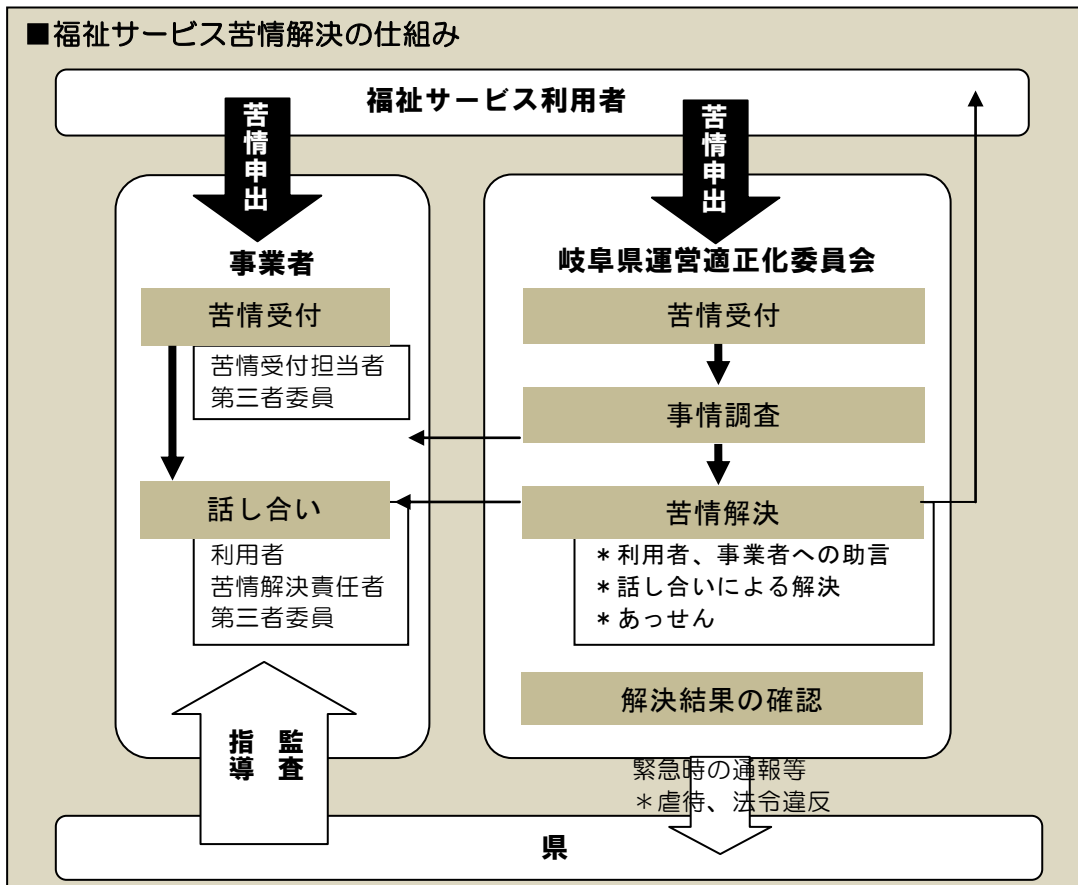 ■福祉サービス苦情解決の仕組み
福祉サービス利用者
苦情申出
苦情申出
事業者
苦情受付
苦情受付担当者
第三者委員
話し合い
利用者
苦情解決責任者
第三者委員
岐阜県運営適正化委員会
苦情受付
事情調査
苦情解決
＊利用者、事業者への助言
＊話し合いによる解決
＊あっせん
解決結果の確認
監査
指導
緊急時の通報等
＊虐待、法令違反
県